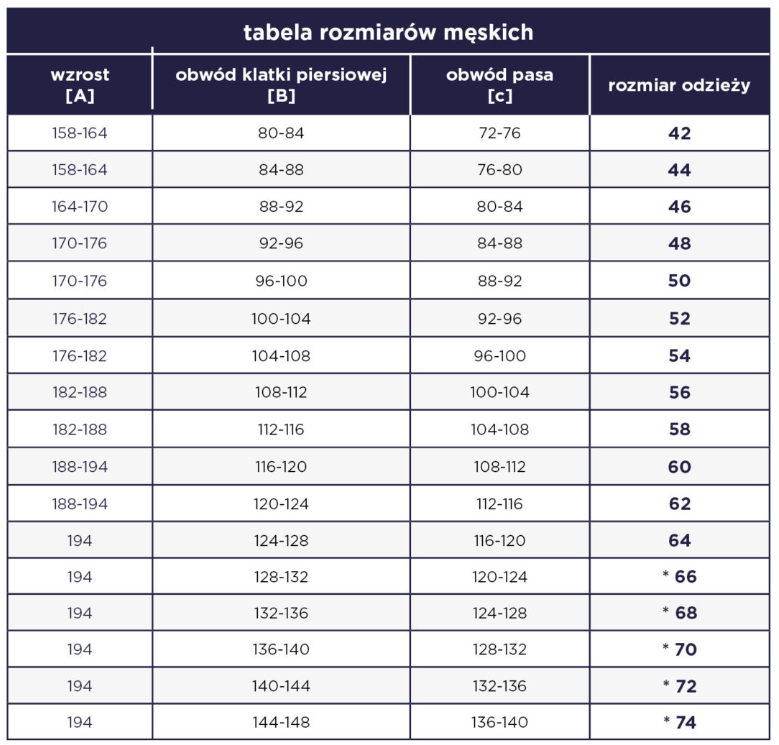 tabela rozmiarów męskich
wzrost [A] obwód klatki piersiowej [B] obwód pasa [c] rozmiar odzieży
158-164 80-84 72-76 42
158-164 84-88 76-80 44
164-170 88-92 80-84 46
170-176 92-96 84-88 48
170-176 96-100 88-92 50
176-182 100-104 92-96 52
176-182 104-108 96-100 54
182-188 108-112 100-104 56
182-188 112-116 104-108 58
188-194 116-120 108-112 60
188-194 120-124 112-116 62
194 124-128 116-120 64
194 128-132 120-124 * 66
194 132-136 124-128 * 68
194 136-140 128-132 * 70
194 140-144 132-136 * 72
194 144-148 136-140 * 74